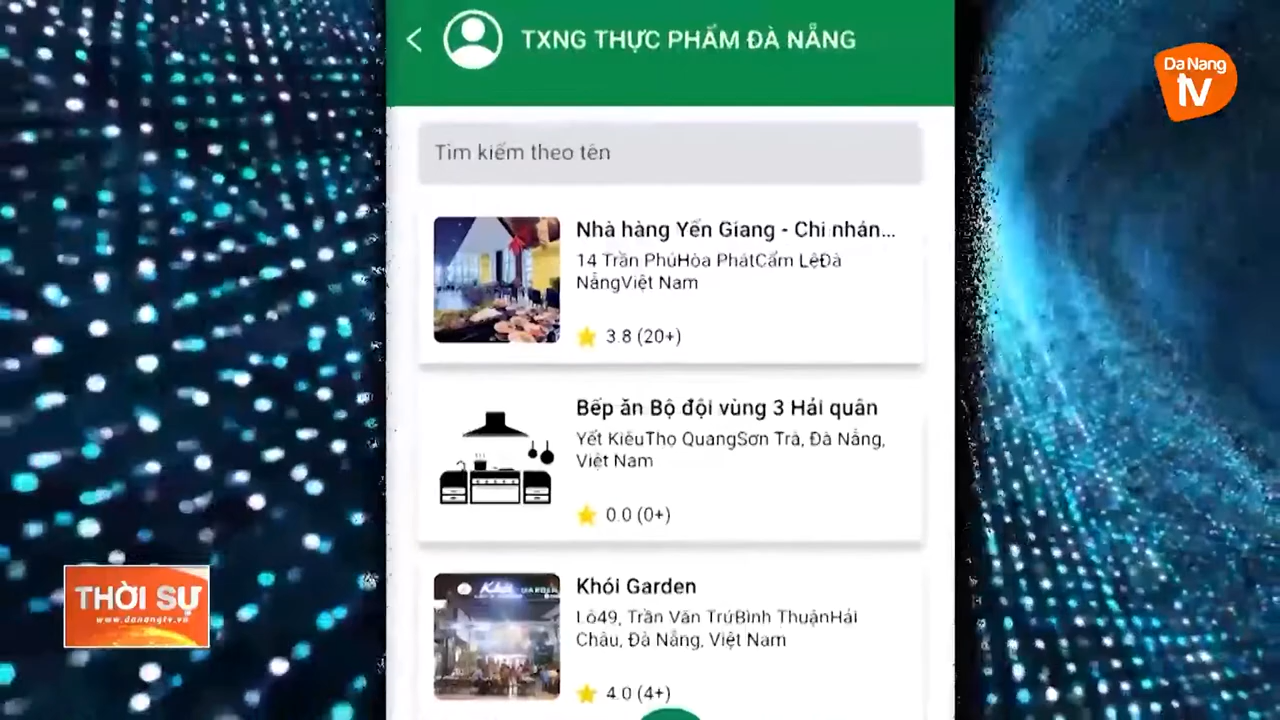 TXNG THỰC PHẨM ĐÀ NẴNG
Da Nang
tv
Tìm kiếm theo tên
Nhà hàng Yến Giang - Chi nhán...
14 Trần PhúHòa PhátCẩm LệĐà
NẵngViệt Nam
3.8 (20+)
Bếp ăn Bộ đội vùng 3 Hải quân
Yết KiêuThọ QuangSơn Trà, Đà Nẵng,
Việt Nam
0.0 (0+)
Khói Garden
Lô49, Trần Văn TrứBình ThuậnHải
Châu, Đà Nẵng, Việt Nam
4.0 (4+)
THỜI SỰ
www.danangtv.vn